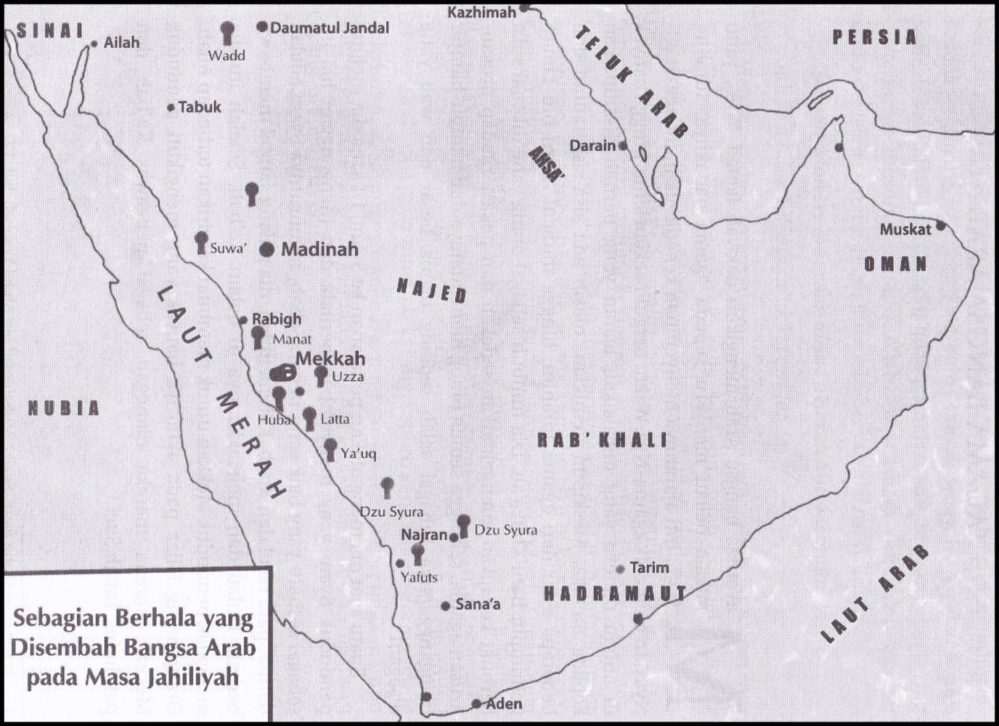 Kazhimah
SINAI
Daumatul Jandal
PERSIA
Ailah
Wadd
TELUK ARAB
Tabuk
Darain
AHSA'
Muskat
Suwa'
Madinah
OMAN
NAJED
LAUT MERAH
Rabigh
Manat
Mekkah
Uzza
NUBIA
Hubal
Latta
RAB' KHALI
Ya'uq
Dzu Syura
Najran
Dzu Syura
Yafuts
Tarim
HADRAMAUT
LAUT ARAB
Sana'a
Sebagian Berhala yang
Disembah Bangsa Arab
pada Masa Jahiliyah
Aden